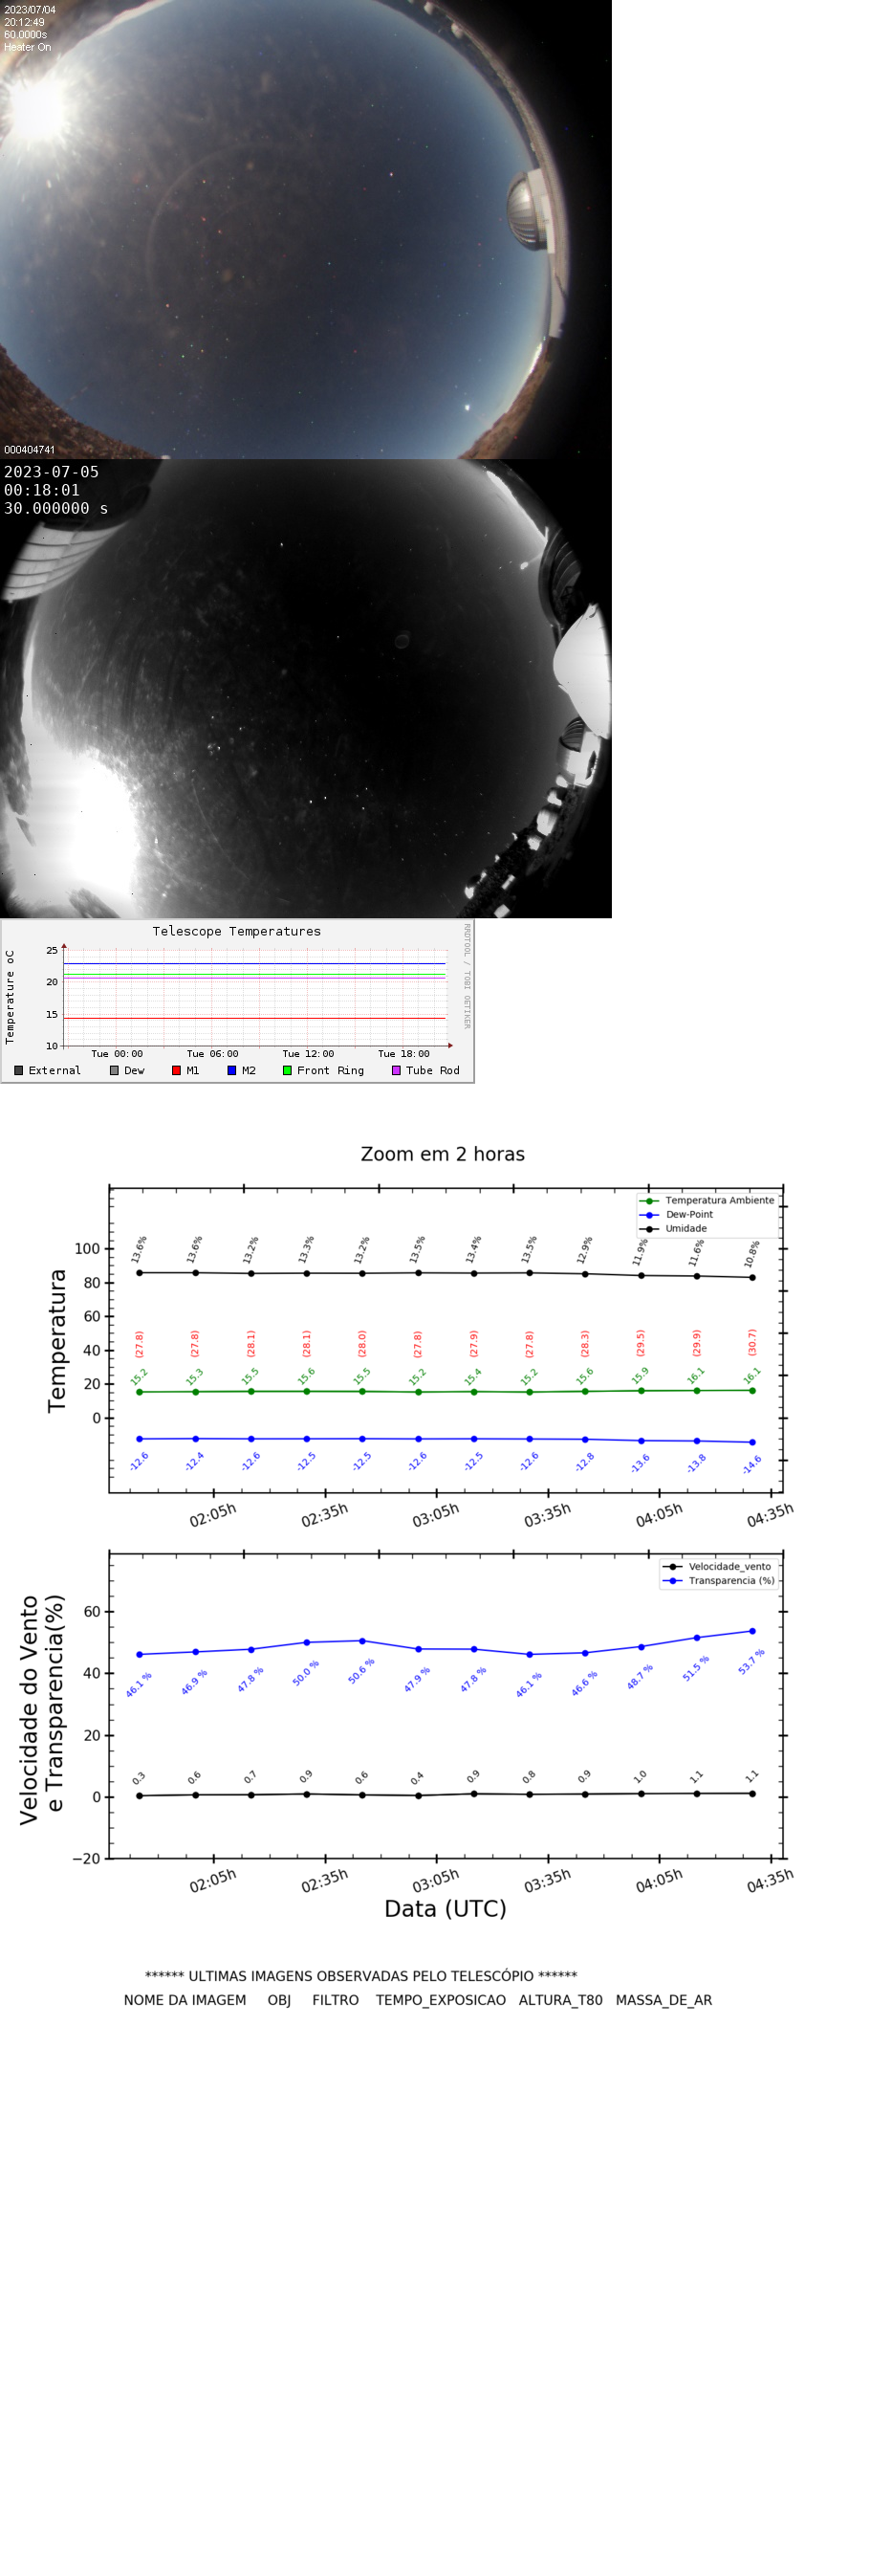 2023/07/04
20:12:49
60.0000s
Heater On
000404741
2023-07-05
00:18:01
30.000000 s
Telescope Temperatures
RRDTOOL / TOBI OETIKER
Temperature oC
25
20
15
10
Tue 00:00 Tue 06:00 Tue 12:00 Tue 18:00
External Dew M1 M2 Front Ring Tube Rod
Zoom em 2 horas
Temperatura Ambiente
Dew-Point
Umidade
Temperatura
100
80
60
40
20
0
13.6% 13.6% 13.2% 13.3% 13.2% 13.5% 13.4% 13.5% 12.9% 11.9% 11.6% 10.8%
(27.8) (27.8) (28.1) (28.1) (28.0) (27.8) (27.9) (27.8) (28.3) (29.5) (29.9) (30.7)
15.2 15.3 15.5 15.6 15.5 15.2 15.4 15.2 15.6 15.9 16.1 16.1
-12.6 -12.4 -12.6 -12.5 -12.5 -12.6 -12.5 -12.6 -12.8 -13.6 -13.8 -14.6
02:05h 02:35h 03:05h 03:35h 04:05h 04:35h
Velocidade_vento
Transparencia (%)
Velocidade do Vento
e Transparencia(%)
60
40
20
0
−20
46.1 % 46.9 % 47.8 % 50.0 % 50.6 % 47.9 % 47.8 % 46.1 % 46.6 % 48.7 % 51.5 % 53.7 %
0.3 0.6 0.7 0.9 0.6 0.4 0.9 0.8 0.9 1.0 1.1 1.1
02:05h 02:35h 03:05h 03:35h 04:05h 04:35h
Data (UTC)
****** ULTIMAS IMAGENS OBSERVADAS PELO TELESCÓPIO ******
NOME DA IMAGEM OBJ FILTRO TEMPO_EXPOSICAO ALTURA_T80 MASSA_DE_AR